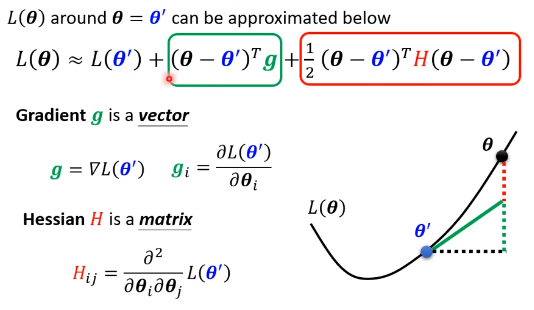 L(θ) around θ = θ′ can be approximated below
L(θ) ≈ L(θ′) + (θ − θ′)ᵀg + 1/2 (θ − θ′)ᵀH(θ − θ′)
Gradient g is a vector
g = ∇L(θ′)   gᵢ = ∂L(θ′)/∂θᵢ
Hessian H is a matrix
Hᵢⱼ = ∂²/∂θᵢ∂θⱼ L(θ′)
θ
L(θ)
θ′